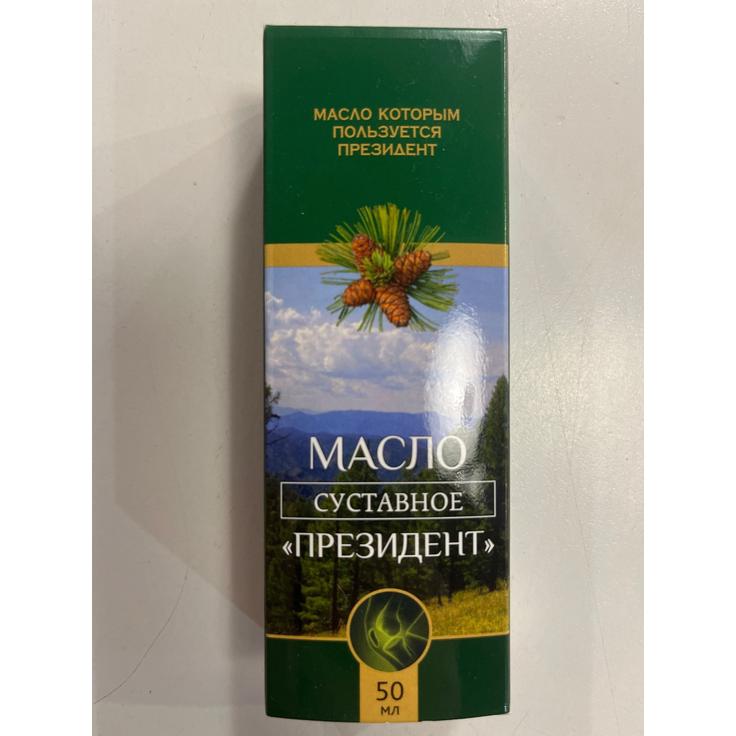 МАСЛО КОТОРЫМ
ПОЛЬЗУЕТСЯ
ПРЕЗИДЕНТ
МАСЛО
СУСТАВНОЕ
«ПРЕЗИДЕНТ»
50
МЛ